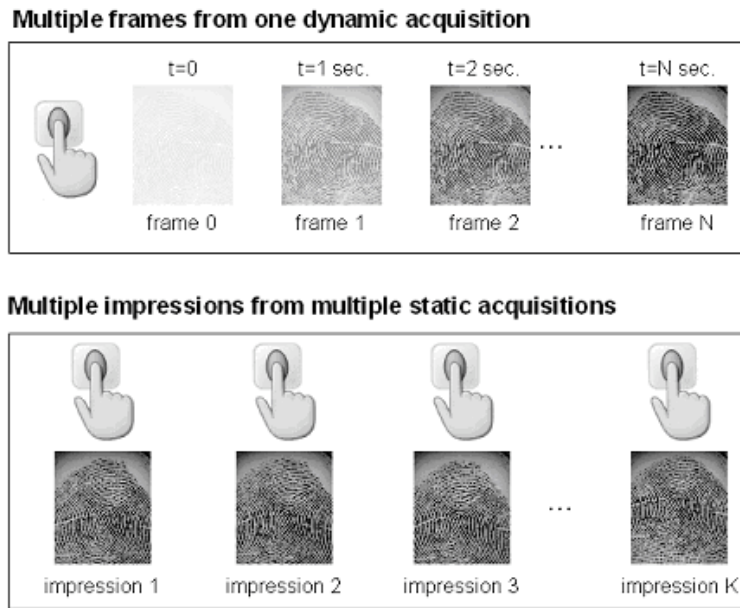 Multiple frames from one dynamic acquisition
t=0 t=1 sec. t=2 sec. t=N sec.
...
frame 0 frame 1 frame 2 frame N
Multiple impressions from multiple static acquisitions
...
impression 1 impression 2 impression 3 impression K